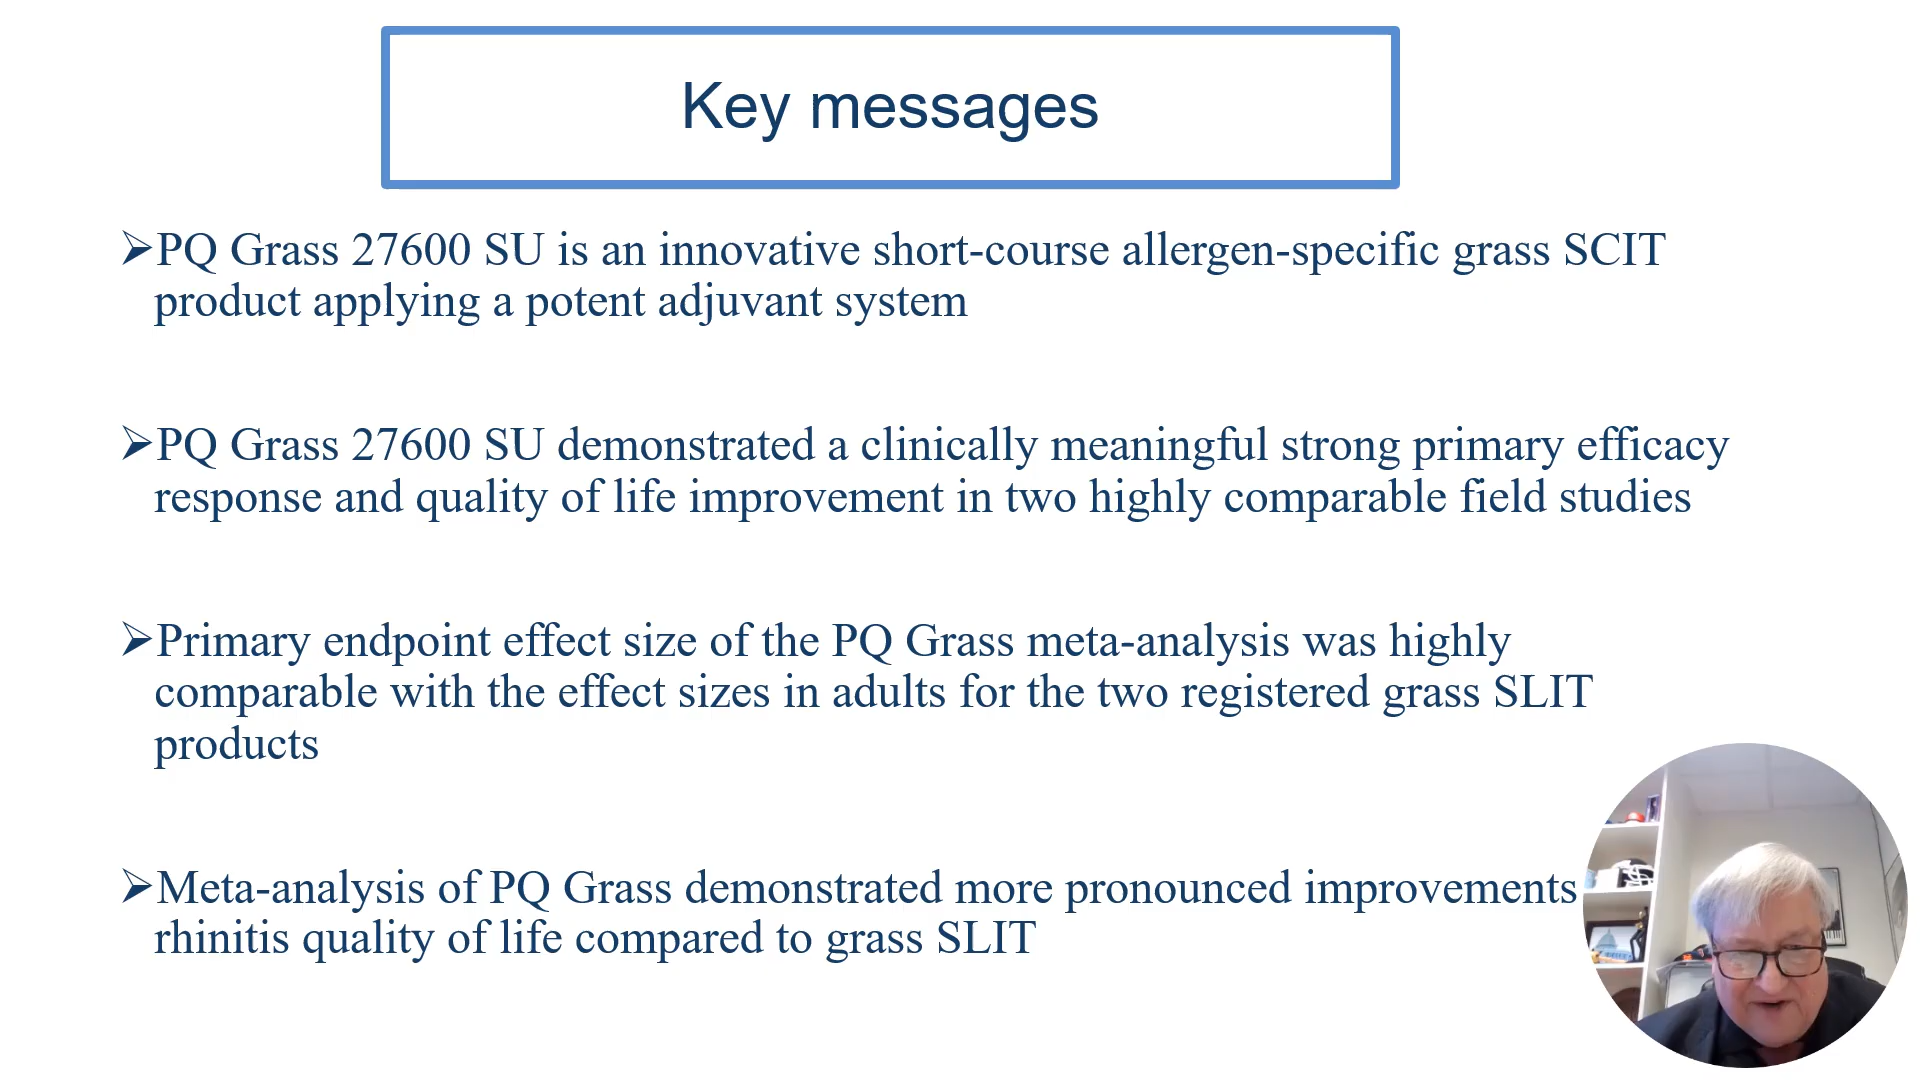 Key messages
➢PQ Grass 27600 SU is an innovative short-course allergen-specific grass SCIT
product applying a potent adjuvant system
➢PQ Grass 27600 SU demonstrated a clinically meaningful strong primary efficacy
response and quality of life improvement in two highly comparable field studies
➢Primary endpoint effect size of the PQ Grass meta-analysis was highly
comparable with the effect sizes in adults for the two registered grass SLIT
products
➢Meta-analysis of PQ Grass demonstrated more pronounced improvements
rhinitis quality of life compared to grass SLIT